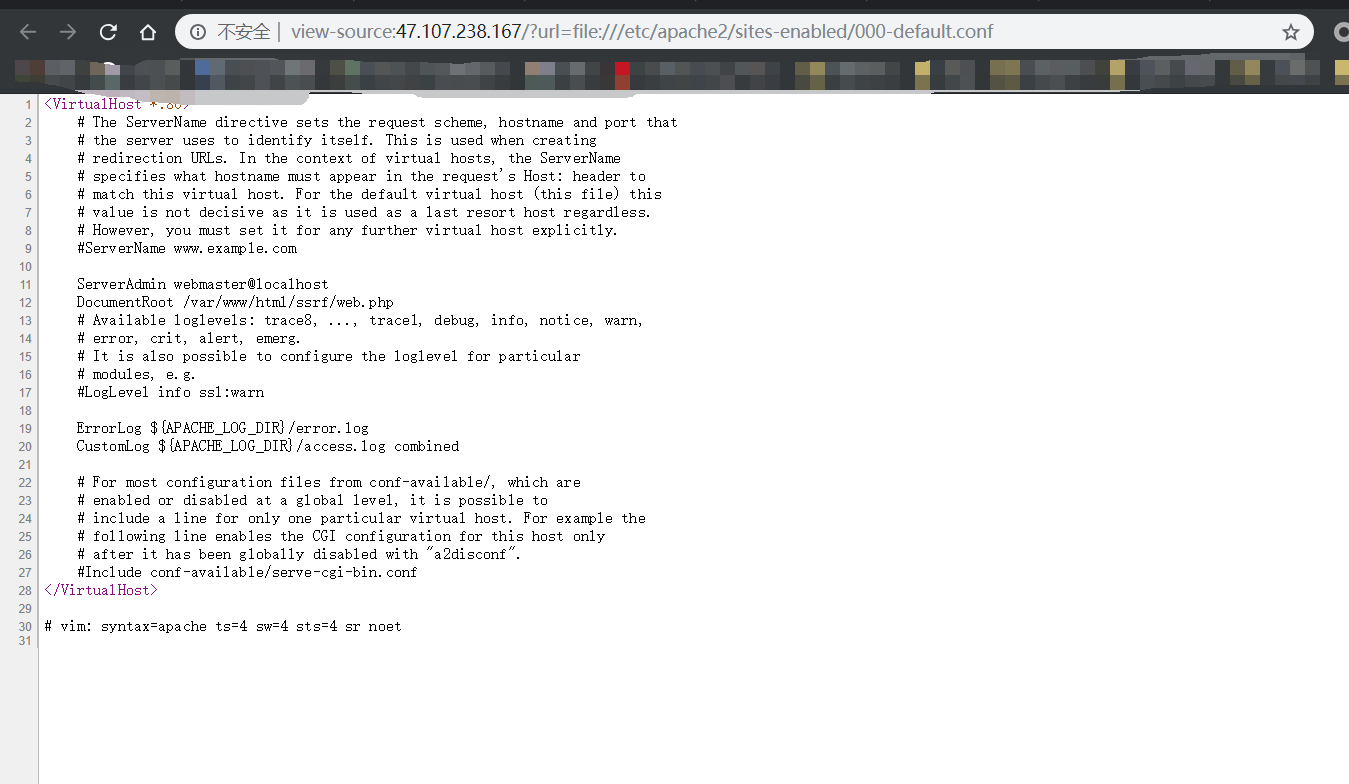 不安全 | view-source:47.107.238.167/?url=file:///etc/apache2/sites-enabled/000-default.conf
1 <VirtualHost *:80>
2 # The ServerName directive sets the request scheme, hostname and port that
3 # the server uses to identify itself. This is used when creating
4 # redirection URLs. In the context of virtual hosts, the ServerName
5 # specifies what hostname must appear in the request's Host: header to
6 # match this virtual host. For the default virtual host (this file) this
7 # value is not decisive as it is used as a last resort host regardless.
8 # However, you must set it for any further virtual host explicitly.
9 #ServerName www.example.com
10
11 ServerAdmin webmaster@localhost
12 DocumentRoot /var/www/html/ssrf/web.php
13 # Available loglevels: trace8, ..., trace1, debug, info, notice, warn,
14 # error, crit, alert, emerg.
15 # It is also possible to configure the loglevel for particular
16 # modules, e.g.
17 #LogLevel info ssl:warn
18
19 ErrorLog ${APACHE_LOG_DIR}/error.log
20 CustomLog ${APACHE_LOG_DIR}/access.log combined
21
22 # For most configuration files from conf-available/, which are
23 # enabled or disabled at a global level, it is possible to
24 # include a line for only one particular virtual host. For example the
25 # following line enables the CGI configuration for this host only
26 # after it has been globally disabled with "a2disconf".
27 #Include conf-available/serve-cgi-bin.conf
28 </VirtualHost>
29
30 # vim: syntax=apache ts=4 sw=4 sts=4 sr noet
31